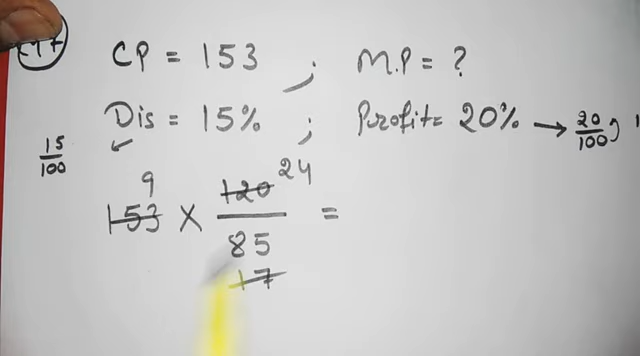 CP = 153 ; M.P = ?
Dis = 15% ; Profit = 20% → 20/100,
15/100
9 24
153 × 120/85 =
17